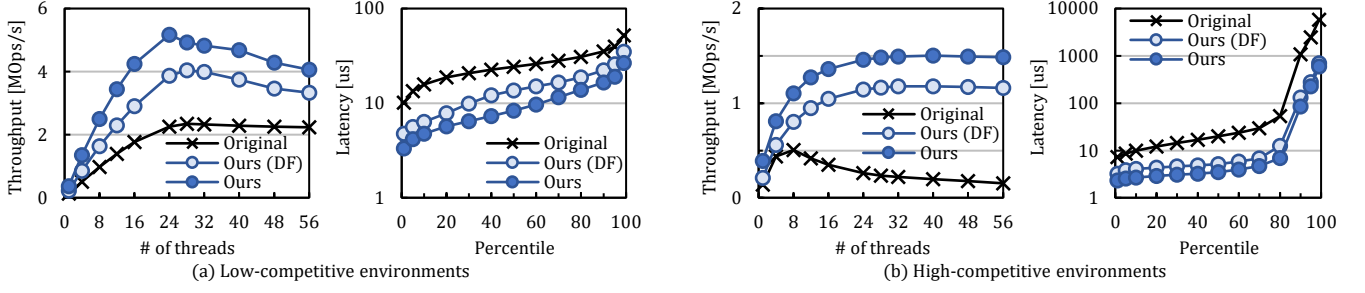 Throughput [MOps/s]
6
4
2
0
Original
Ours (DF)
Ours
0 8 16 24 32 40 48 56
# of threads
Latency [us]
100
10
1
Original
Ours (DF)
Ours
0 20 40 60 80 100
Percentile
(a) Low-competitive environments
Throughput [MOps/s]
2
1
0
Original
Ours (DF)
Ours
0 8 16 24 32 40 48 56
# of threads
Latency [us]
10000
1000
100
10
1
Original
Ours (DF)
Ours
0 20 40 60 80 100
Percentile
(b) High-competitive environments